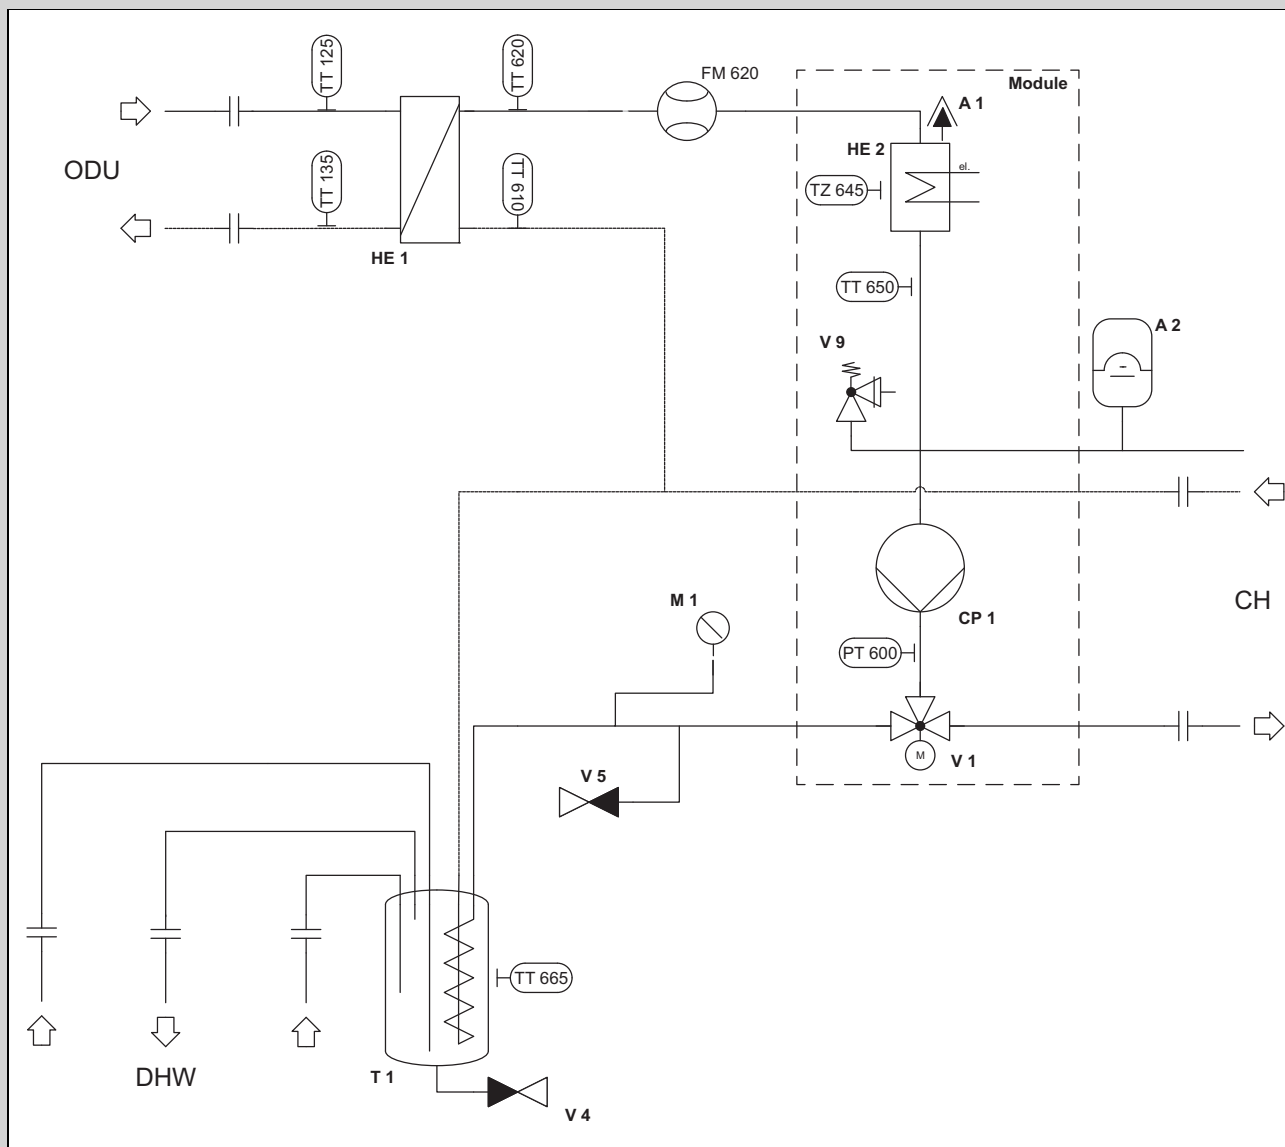 TT 125
TT 620
FM 620
Module
A 1
ODU
TT 135
TT 610
HE 2
el.
TZ 645
HE 1
TT 650
V 9
A 2
M 1
CP 1
CH
PT 600
M
V 1
V 5
TT 665
DHW
T 1
V 4